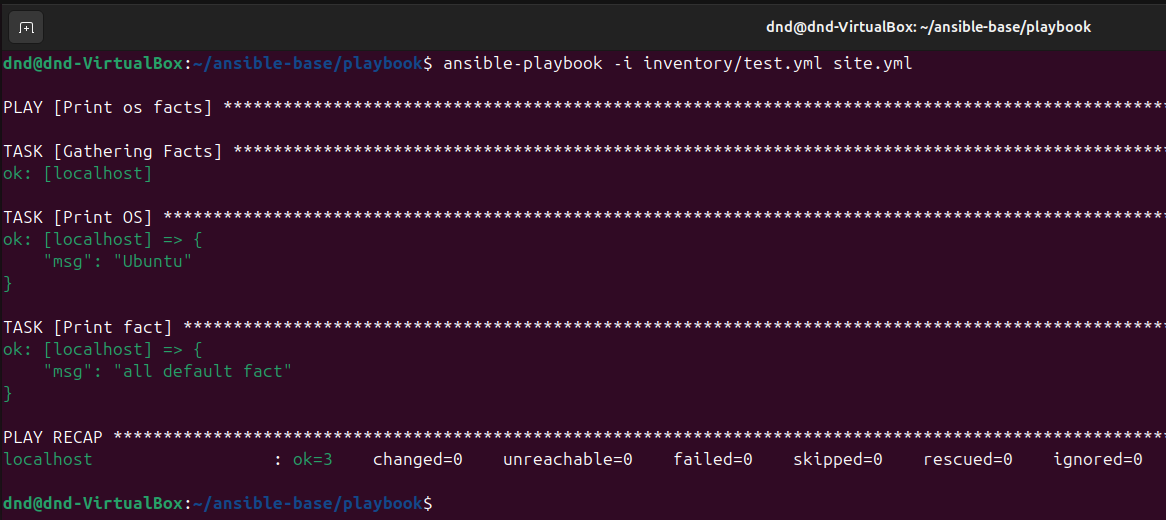 dnd@dnd-VirtualBox: ~/ansible-base/playbook
dnd@dnd-VirtualBox:~/ansible-base/playbook$ ansible-playbook -i inventory/test.yml site.yml
PLAY [Print os facts] ***********************************************************************************************
TASK [Gathering Facts] **********************************************************************************************
ok: [localhost]
TASK [Print OS] *****************************************************************************************************
ok: [localhost] => {
    "msg": "Ubuntu"
}
TASK [Print fact] ***************************************************************************************************
ok: [localhost] => {
    "msg": "all default fact"
}
PLAY RECAP **********************************************************************************************************
localhost                  : ok=3    changed=0    unreachable=0    failed=0    skipped=0    rescued=0    ignored=0
dnd@dnd-VirtualBox:~/ansible-base/playbook$